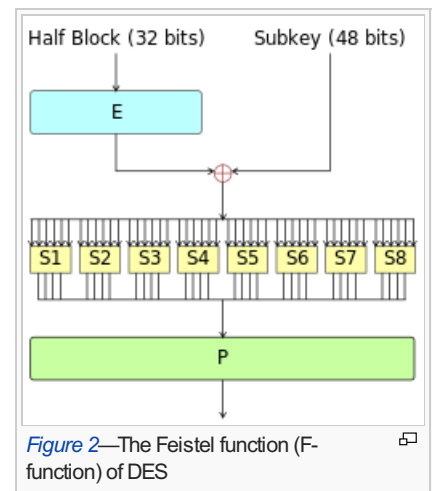 Half Block (32 bits) Subkey (48 bits)
E
S1 S2 S3 S4 S5 S6 S7 S8
P
Figure 2—The Feistel function (F-
function) of DES